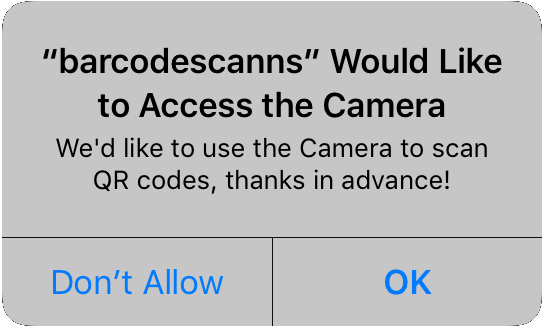 “barcodescanns” Would Like
to Access the Camera
We'd like to use the Camera to scan
QR codes, thanks in advance!
Don’t Allow
OK